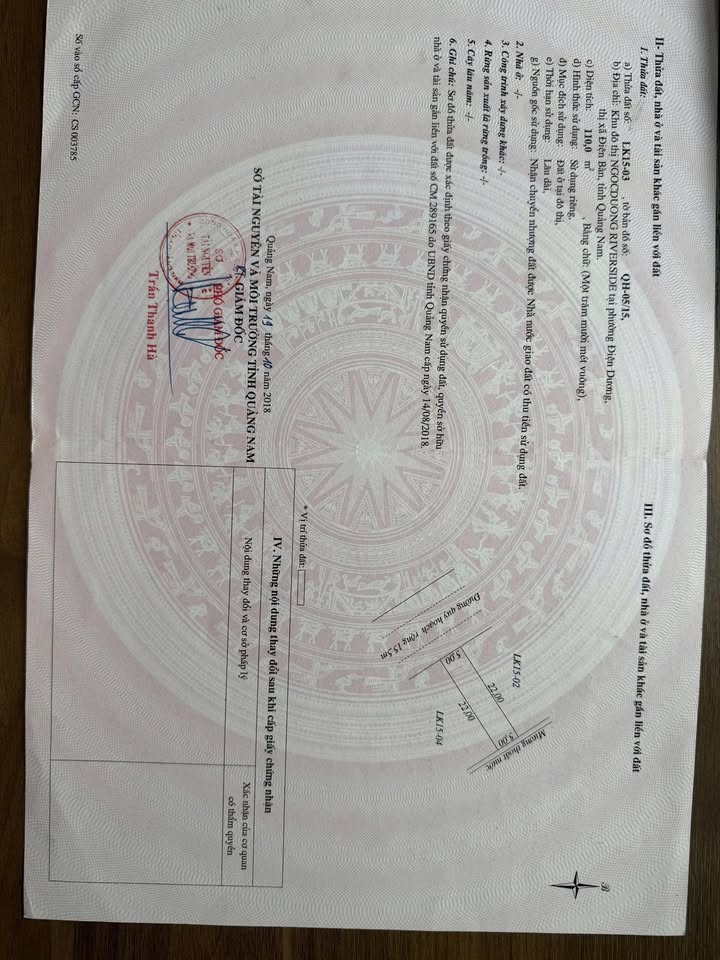 II- Thửa đất, nhà ở và tài sản khác gắn liền với đất
1. Thửa đất:
a) Thửa đất số: LK15-03 , tờ bản đồ số: QH-05/15,
b) Địa chỉ: Khu đô thị NGOCDUONG RIVERSIDE tại phường Điện Dương,
thị xã Điện Bàn, tỉnh Quảng Nam.
c) Diện tích: 110,0 m² , Bằng chữ: (Một trăm mười mét vuông),
d) Hình thức sử dụng: Sử dụng riêng,
đ) Mục đích sử dụng: Đất ở tại đô thị,
e) Thời hạn sử dụng: Lâu dài,
g) Nguồn gốc sử dụng: Nhận chuyển nhượng đất được Nhà nước giao đất có thu tiền sử dụng đất.
2. Nhà ở: -/-
3. Công trình xây dựng khác: -/-
4. Rừng sản xuất là rừng trồng: -/-
5. Cây lâu năm: -/-
6. Ghi chú: Sơ đồ thửa đất được xác định theo giấy chứng nhận quyền sử dụng đất, quyền sở hữu
nhà ở và tài sản gắn liền với đất số CM 289165 do UBND tỉnh Quảng Nam cấp ngày 14/08/2018.
Quảng Nam, ngày 19 tháng 10 năm 2018
SỞ TÀI NGUYÊN VÀ MÔI TRƯỜNG TỈNH QUẢNG NAM
KT. GIÁM ĐỐC
PHÓ GIÁM ĐỐC
SỞ
TÀI NGUYÊN
VÀ MÔI TRƯỜNG
Trần Thanh Hà
Số vào sổ cấp GCN: CS 003785
III. Sơ đồ thửa đất, nhà ở và tài sản khác gắn liền với đất
B
LK15-02
Đường quy hoạch rộng 15.5m
5.00
22.00
22.00
5.00
Mương thoát nước
LK15-04
* Vị trí thửa đất:
IV. Những nội dung thay đổi sau khi cấp giấy chứng nhận
Nội dung thay đổi và cơ sở pháp lý
Xác nhận của cơ quan
có thẩm quyền